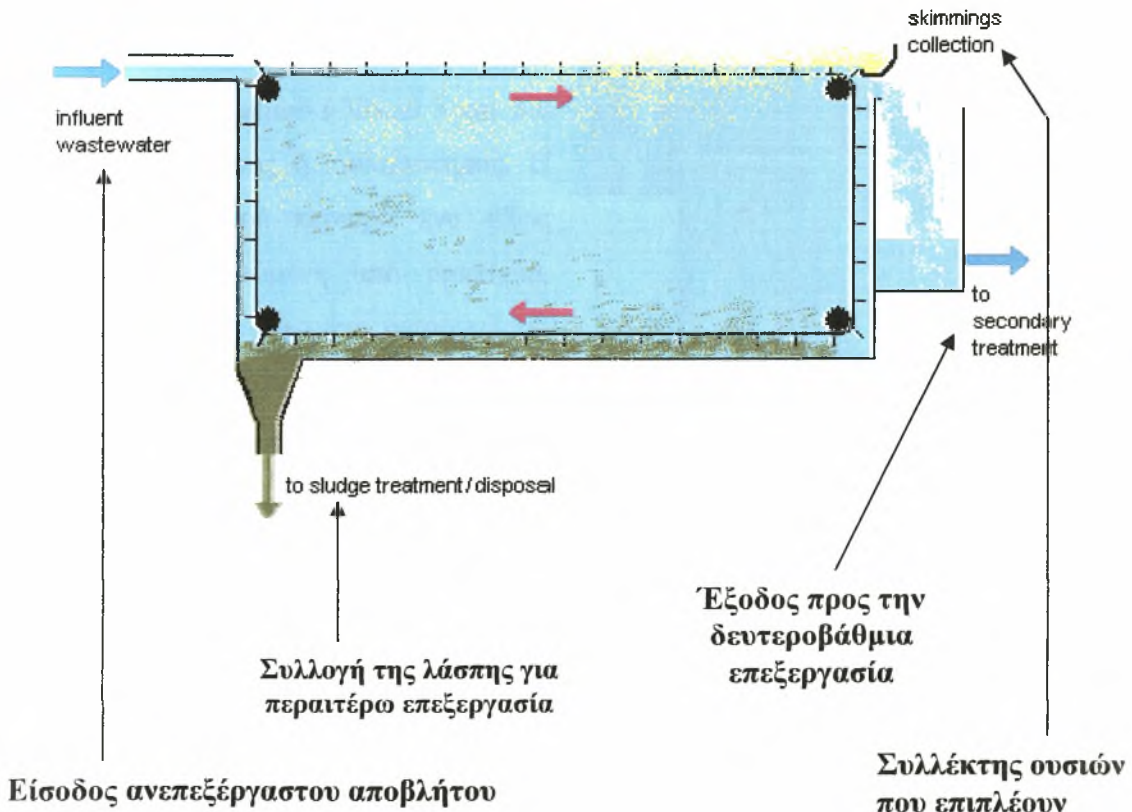 skimmings
collection
influent
wastewater
to
secondary
treatment
to sludge treatment/disposal
Έξοδος προς την
δευτεροβάθμια
επεξεργασία
Συλλογή της λάσπης για
περαιτέρω επεξεργασία
Είσοδος ανεπεξέργαστου αποβλήτου
Συλλέκτης ουσιών
που επιπλέουν